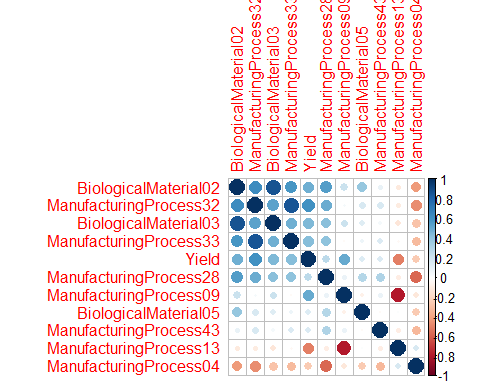 BiologicalMaterial02
ManufacturingProcess32
BiologicalMaterial03
ManufacturingProcess33
Yield
ManufacturingProcess28
ManufacturingProcess09
BiologicalMaterial05
ManufacturingProcess43
ManufacturingProcess13
ManufacturingProcess04
BiologicalMaterial02
ManufacturingProcess32
BiologicalMaterial03
ManufacturingProcess33
Yield
ManufacturingProcess28
ManufacturingProcess09
BiologicalMaterial05
ManufacturingProcess43
ManufacturingProcess13
ManufacturingProcess04
1
0.8
0.6
0.4
0.2
0
-0.2
-0.4
-0.6
-0.8
-1